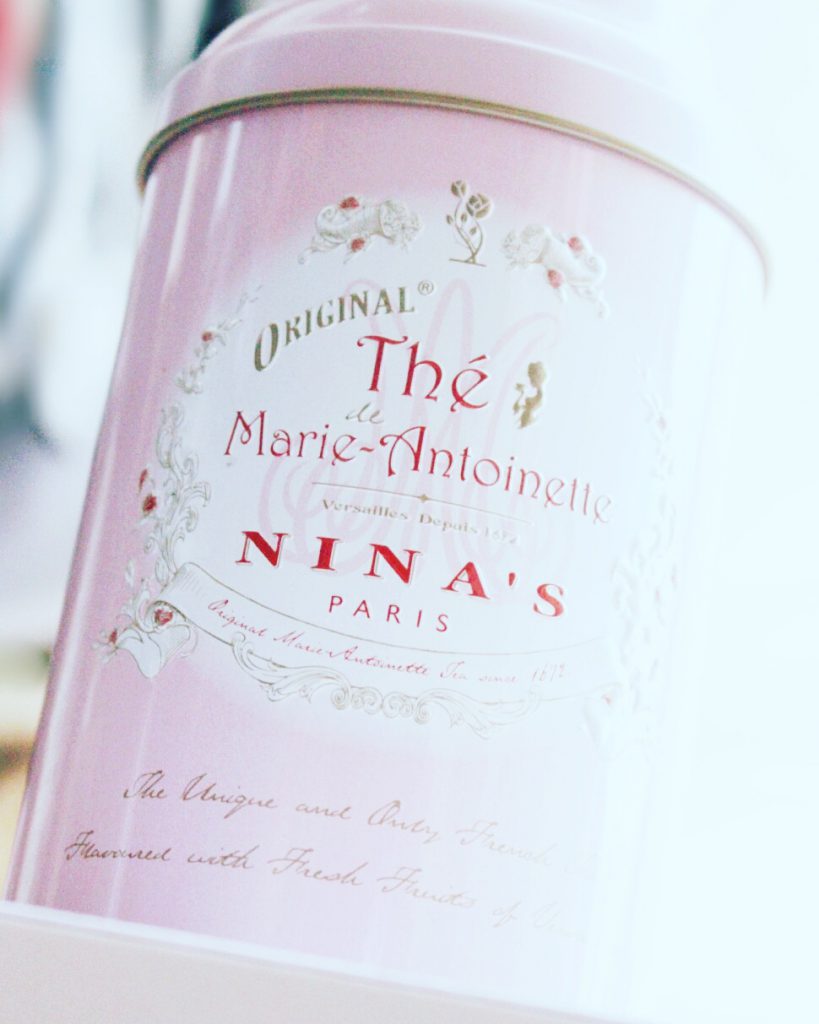 ORIGINAL®
Thé
de
Marie-Antoinette
Versailles Depuis 1672
NINA'S
PARIS
Original Marie-Antoinette Tea since 1672
The Unique and Only French
Flavoured with Fresh Fruits of